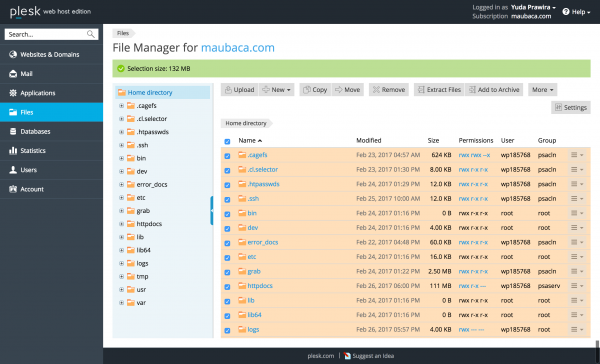 plesk web host edition
Logged in as Yuda Prawira
Subscription maubaca.com
Help
Search...
Websites & Domains
Mail
Applications
Files
Databases
Statistics
Users
Account
Files
File Manager for maubaca.com
Selection size: 132 MB
Home directory
.cagefs
.cl.selector
.htpasswds
.ssh
bin
dev
error_docs
etc
grab
httpdocs
lib
lib64
logs
tmp
usr
var
Upload New Copy Move Remove Extract Files Add to Archive More
Settings
Home directory
Name Modified Size Permissions User Group
.cagefs Feb 23, 2017 04:57 AM 624 KB rwx rwx --x wp185768 psacln
.cl.selector Feb 23, 2017 01:30 PM 8.00 KB rwx r-x r-x wp185768 psacln
.htpasswds Feb 24, 2017 01:29 PM 12.0 KB rwx r-x r-x wp185768 psacln
.ssh Feb 25, 2017 10:00 AM 12.0 KB rwx r-x r-x wp185768 psacln
bin Feb 24, 2017 01:16 PM 0 B rwx r-x r-x root root
dev Feb 24, 2017 01:16 PM 4.00 KB rwx r-x r-x root root
error_docs Feb 22, 2017 04:48 PM 60.0 KB rwx r-x r-x wp185768 psacln
etc Feb 24, 2017 01:16 PM 16.0 KB rwx r-x r-x root root
grab Feb 24, 2017 01:22 PM 2.50 MB rwx r-x r-x wp185768 psacln
httpdocs Feb 26, 2017 06:00 PM 111 MB rwx r-x --- wp185768 psaserv
lib Feb 24, 2017 01:16 PM 0 B rwx r-x r-x root root
lib64 Feb 24, 2017 01:16 PM 0 B rwx r-x r-x root root
logs Feb 26, 2017 05:57 PM 4.00 KB rwx --- --- wp185768 psacln
plesk.com Suggest an Idea